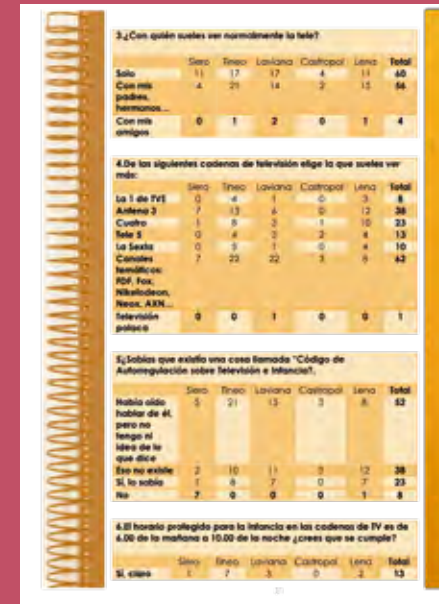 3.¿Con quién sueles ver normalmente la tele?
Siero Tineo Laviana Castropol Lena Total
Solo 11 17 17 4 11 60
Con mis 4 21 14 2 15 56
padres,
hermanos...
Con mis 0 1 2 0 1 4
amigos
4.De las siguientes cadenas de televisión elige la que sueles ver
más:
Siero Tineo Laviana Castropol Lena Total
La 1 de TVE 0 4 1 0 3 8
Antena 3 7 13 6 0 12 38
Cuatro 1 8 3 1 10 23
Tele 5 0 4 3 2 4 13
La Sexta 0 5 1 0 4 10
Canales 7 22 22 3 8 62
temáticos:
FDF, Fox,
Nikelodeon,
Neox, AXN...
Televisión 0 0 1 0 0 1
polaca
5¿Sabías que existía una cosa llamada "Código de
Autorregulación sobre Televisión e Infancia?.
Siero Tineo Laviana Castropol Lena Total
Había oído 5 21 13 3 8 52
hablar de él,
pero no
tengo ni
idea de lo
que dice
Eso no existe 2 10 11 3 12 38
Sí, lo sabía 1 8 7 0 7 23
No 7 0 0 0 1 8
6.El horario protegido para la infancia en las cadenas de TV es de
6.00 de la mañana a 10.00 de la noche ¿crees que se cumple?
Siero Tineo Laviana Castropol Lena Total
Sí, claro 1 7 3 0 2 13